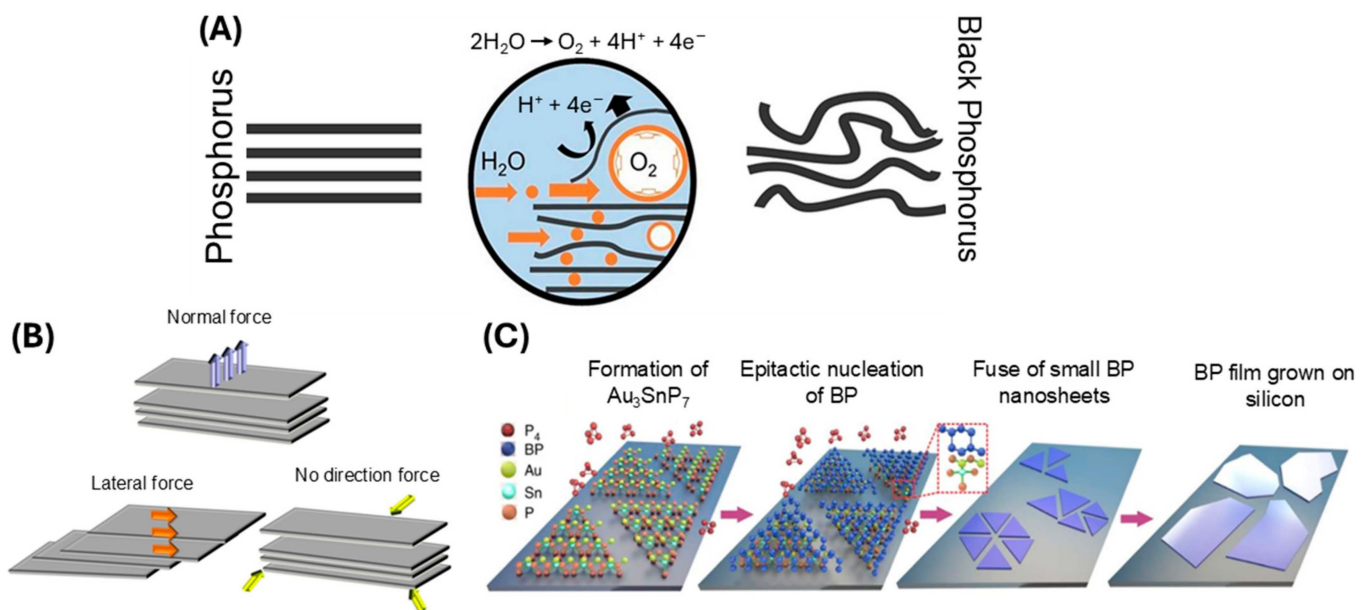 (A)
Phosphorus
2H₂O → O₂ + 4H⁺ + 4e⁻
H⁺ + 4e⁻
H₂O
O₂
Black Phosphorus
(B)
Normal force
Lateral force
No direction force
(C)
Formation of
Au₃SnP₇
Epitactic nucleation
of BP
Fuse of small BP
nanosheets
BP film grown on
silicon
P₄
BP
Au
Sn
P